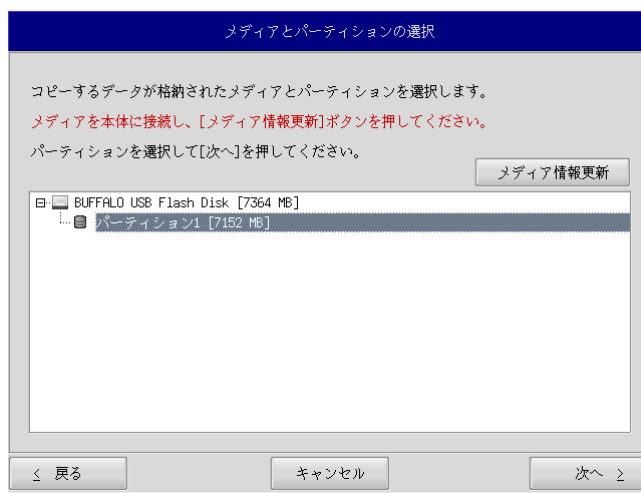 メディアとパーティションの選択
コピーするデータが格納されたメディアとパーティションを選択します。
メディアを本体に接続し、[メディア情報更新]ボタンを押してください。
パーティションを選択して[次へ]を押してください。
メディア情報更新
BUFFALO USB Flash Disk [7364 MB]
パーティション1 [7152 MB]
< 戻る
キャンセル
次へ >